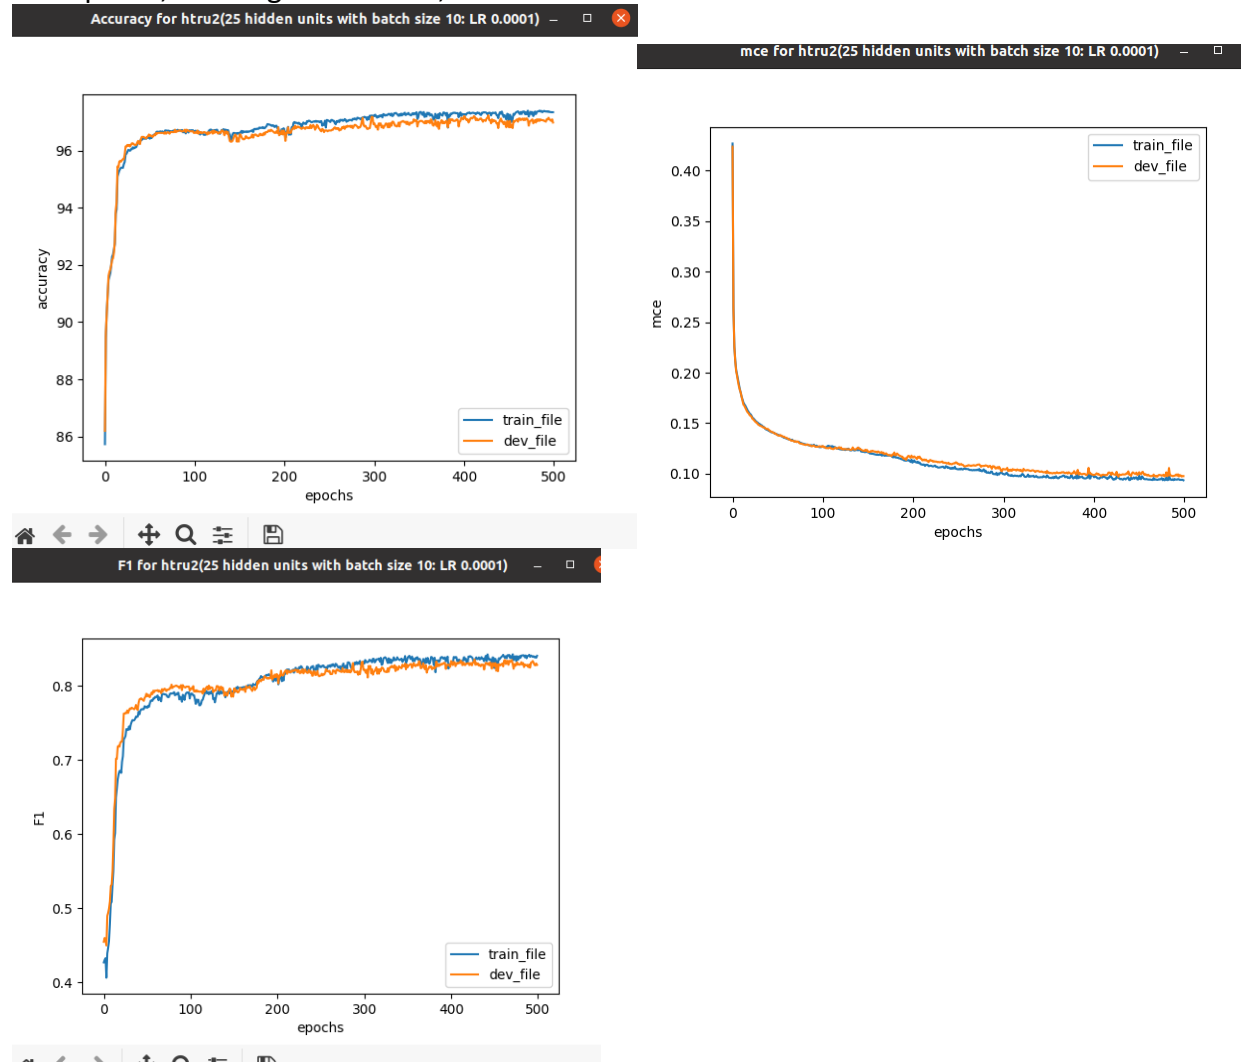 Accuracy for htru2(25 hidden units with batch size 10: LR 0.0001)
96
94
92
90
88
86
accuracy
train_file
dev_file
0 100 200 300 400 500
epochs
mce for htru2(25 hidden units with batch size 10: LR 0.0001)
0.40
0.35
0.30
0.25
0.20
0.15
0.10
mce
train_file
dev_file
0 100 200 300 400 500
epochs
F1 for htru2(25 hidden units with batch size 10: LR 0.0001)
0.8
0.7
0.6
0.5
0.4
F1
train_file
dev_file
0 100 200 300 400 500
epochs